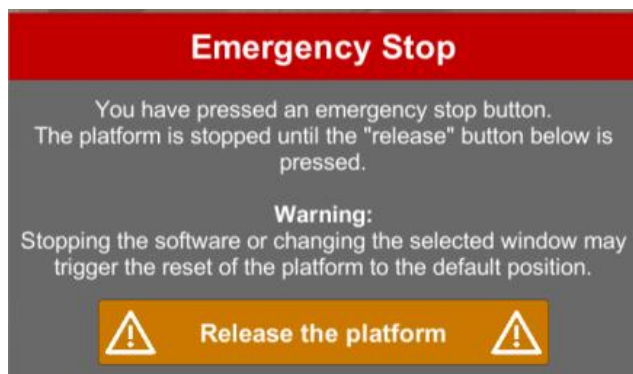 Emergency Stop
You have pressed an emergency stop button.
The platform is stopped until the "release" button below is
pressed.
Warning:
Stopping the software or changing the selected window may
trigger the reset of the platform to the default position.
Release the platform